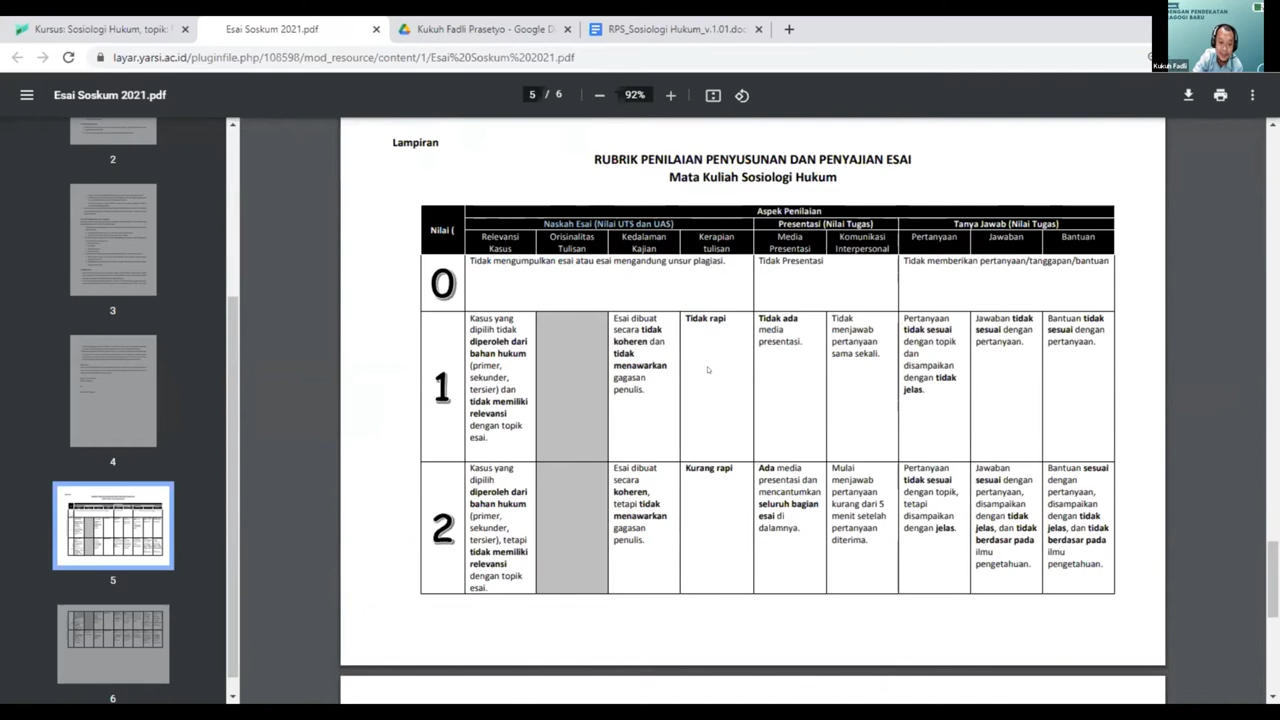 Kursus: Sosiologi Hukum, topik:
Esai Soskum 2021.pdf
Kukuh Fadli Prasetyo - Google D
RPS_Sosiologi Hukum_v.1.01.doc
DENGAN PENDEKATAN
AGOGI BARU
Kukuh Fadli
layar.yarsi.ac.id/pluginfile.php/108598/mod_resource/content/1/Esai%20Soskum%202021.pdf
Esai Soskum 2021.pdf
5 / 6
92%
2
3
4
5
6
Lampiran
RUBRIK PENILAIAN PENYUSUNAN DAN PENYAJIAN ESAI
Mata Kuliah Sosiologi Hukum
Nilai (
Aspek Penilaian
Naskah Esai (Nilai UTS dan UAS)
Presentasi (Nilai Tugas)
Tanya Jawab (Nilai Tugas)
Relevansi
Kasus
Orisinalitas
Tulisan
Kedalaman
Kajian
Kerapian
tulisan
Media
Presentasi
Komunikasi
Interpersonal
Pertanyaan
Jawaban
Bantuan
0
Tidak mengumpulkan esai atau esai mengandung unsur plagiasi.
Tidak Presentasi
Tidak memberikan pertanyaan/tanggapan/bantuan
1
Kasus yang
dipilih tidak
diperoleh dari
bahan hukum
(primer,
sekunder,
tersier) dan
tidak memiliki
relevansi
dengan topik
esai.
Esai dibuat
secara tidak
koheren dan
tidak
menawarkan
gagasan
penulis.
Tidak rapi
Tidak ada
media
presentasi.
Tidak
menjawab
pertanyaan
sama sekali.
Pertanyaan
tidak sesuai
dengan topik
dan
disampaikan
dengan tidak
jelas.
Jawaban tidak
sesuai dengan
pertanyaan.
Bantuan tidak
sesuai dengan
pertanyaan.
2
Kasus yang
dipilih
diperoleh dari
bahan hukum
(primer,
sekunder,
tersier), tetapi
tidak memiliki
relevansi
dengan topik
esai.
Esai dibuat
secara
koheren,
tetapi tidak
menawarkan
gagasan
penulis.
Kurang rapi
Ada media
presentasi dan
mencantumkan
seluruh bagian
esai di
dalamnya.
Mulai
menjawab
pertanyaan
kurang dari 5
menit setelah
pertanyaan
diterima.
Pertanyaan
tidak sesuai
dengan topik,
tetapi
disampaikan
dengan jelas.
Jawaban
sesuai dengan
pertanyaan,
disampaikan
dengan tidak
jelas, dan tidak
berdasar pada
ilmu
pengetahuan.
Bantuan sesuai
dengan
pertanyaan,
disampaikan
dengan tidak
jelas, dan tidak
berdasar pada
ilmu
pengetahuan.